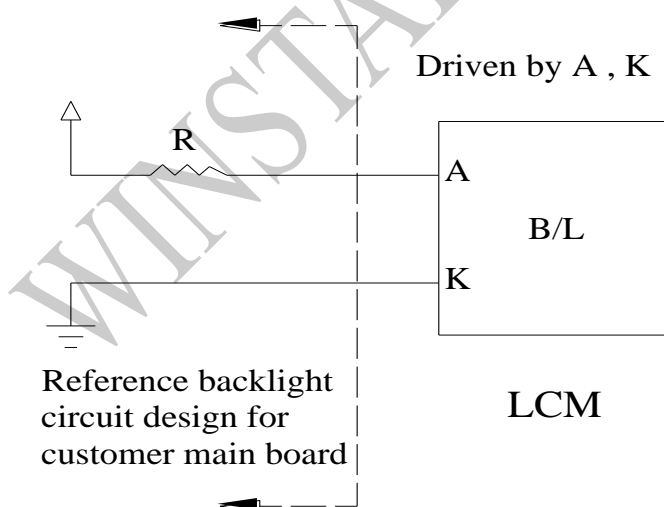 WINSTAR
Driven by A , K
R
A
B/L
K
Reference backlight
circuit design for
customer main board
LCM